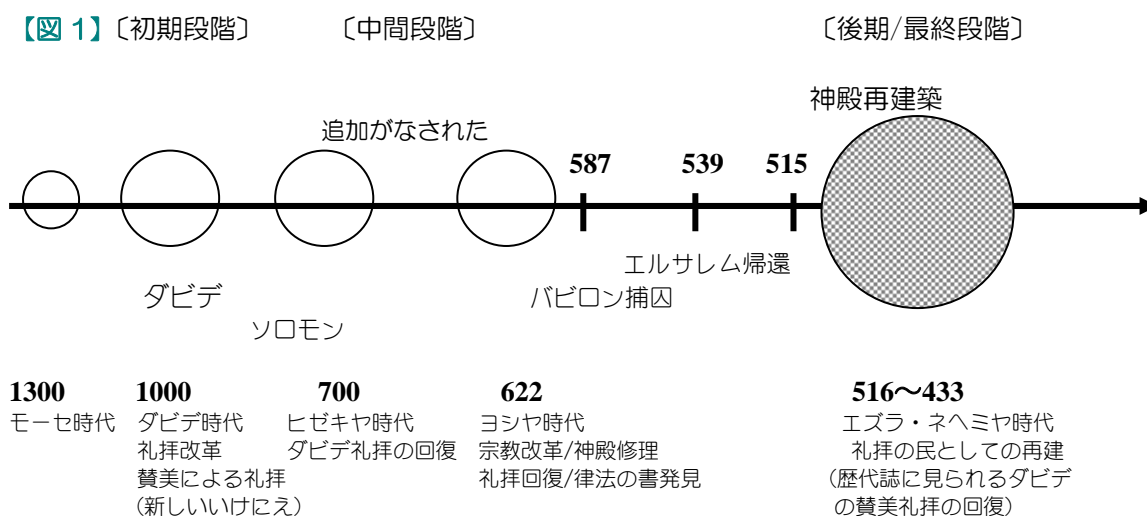 【図 1】〔初期段階〕 〔中間段階〕 〔後期/最終段階〕
神殿再建築
追加がなされた
587 539 515
エルサレム帰還
ダビデ バビロン捕囚
ソロモン
1300 1000 700 622 516～433
モーセ時代 ダビデ時代 ヒゼキヤ時代 ヨシヤ時代 エズラ・ネヘミヤ時代
礼拝改革 ダビデ礼拝の回復 宗教改革/神殿修理 礼拝の民としての再建
賛美による礼拝 礼拝回復/律法の書発見 (歴代誌に見られるダビデ
(新しいいけにえ) の賛美礼拝の回復)